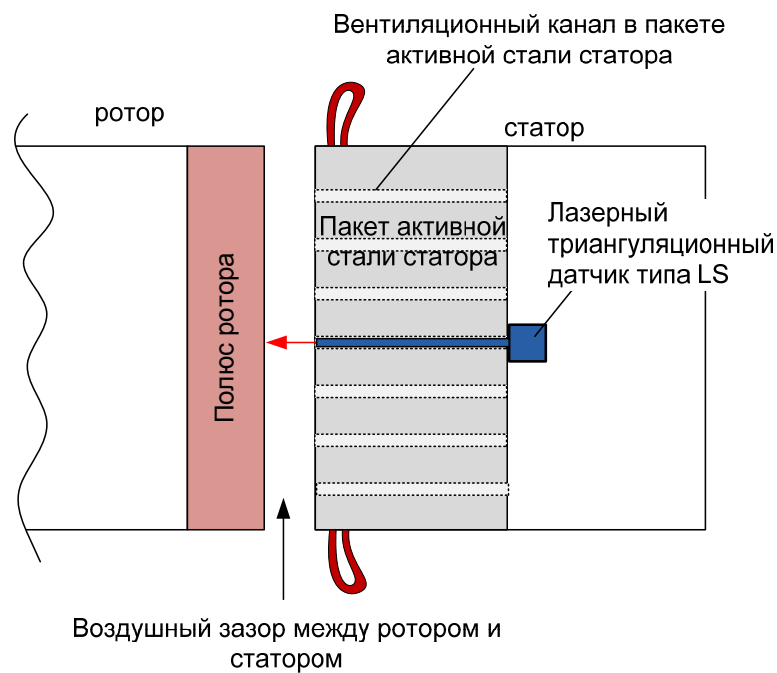 Вентиляционный канал в пакете
активной стали статора
ротор
статор
Лазерный
триангуляционный
датчик типа LS
Пакет активной
стали статора
Полюс ротора
Воздушный зазор между ротором и
статором